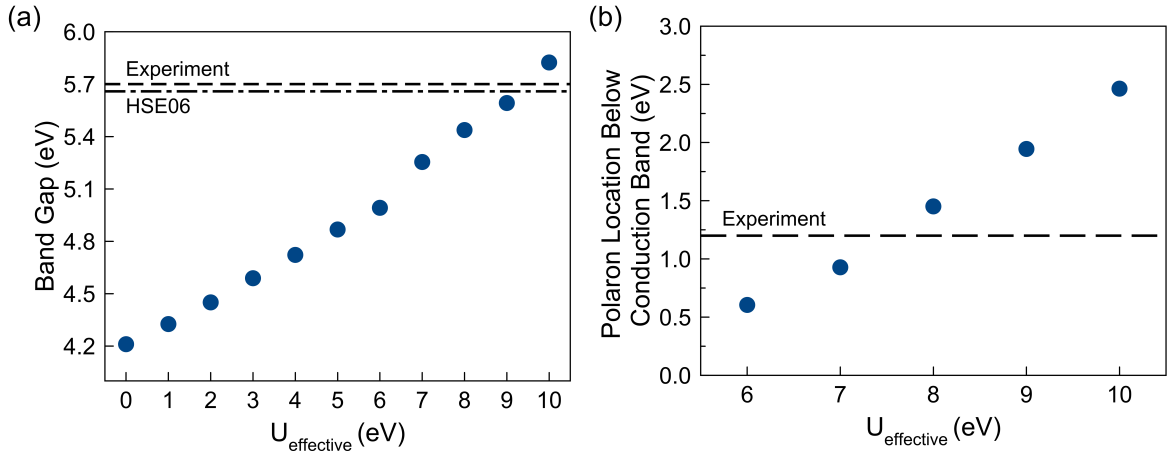 (a)
6.0
5.7
5.4
5.1
4.8
4.5
4.2
Band Gap (eV)
Experiment
HSE06
0 1 2 3 4 5 6 7 8 9 10
Ueffective (eV)
(b)
3.0
2.5
2.0
1.5
1.0
0.5
0.0
Polaron Location Below
Conduction Band (eV)
Experiment
6 7 8 9 10
Ueffective (eV)